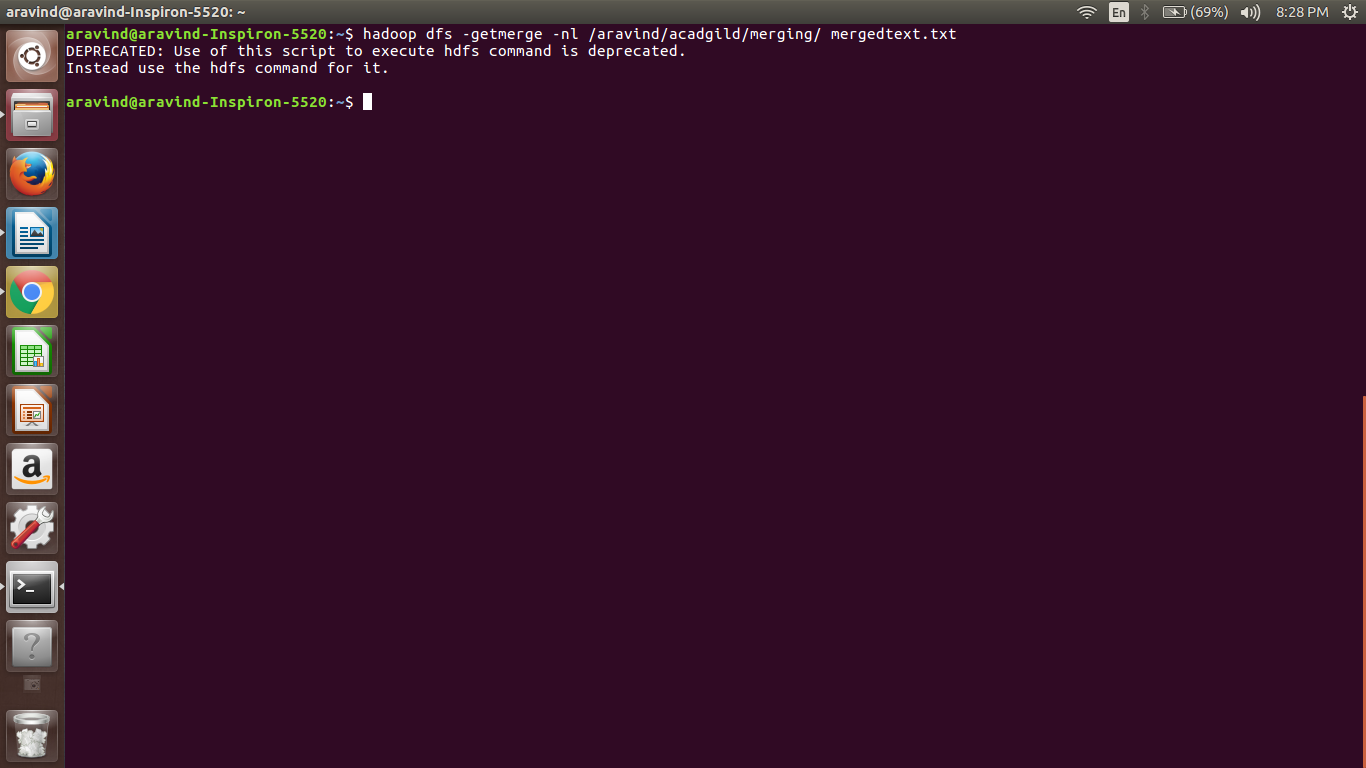 aravind@aravind-Inspiron-5520: ~
En
(69%)
8:28 PM
aravind@aravind-Inspiron-5520:~$ hadoop dfs -getmerge -nl /aravind/acadgild/merging/ mergedtext.txt
DEPRECATED: Use of this script to execute hdfs command is deprecated.
Instead use the hdfs command for it.
aravind@aravind-Inspiron-5520:~$
a
>_
?